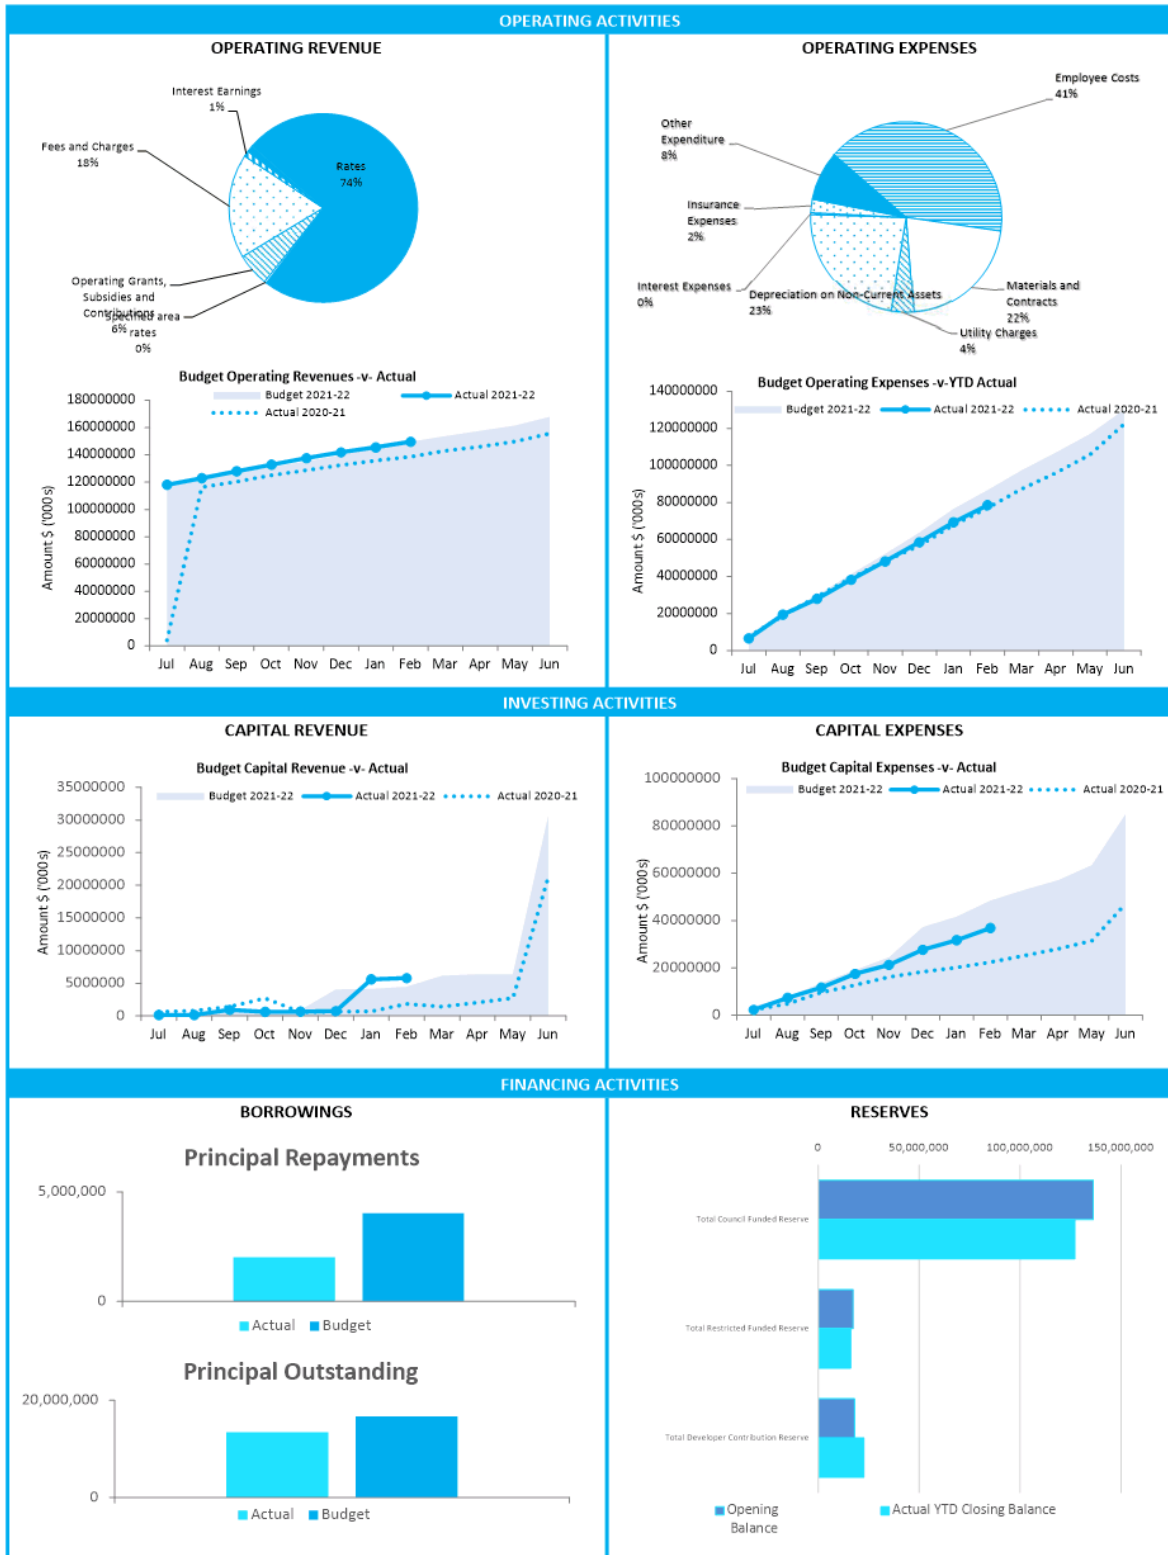 OPERATING ACTIVITIES
OPERATING REVENUE
Interest Earnings
1%
Fees and Charges
18%
Rates
74%
Operating Grants,
Subsidies and
Contributions
6%
Specified area
rates
0%
Budget Operating Revenues -v- Actual
Budget 2021-22
Actual 2021-22
Actual 2020-21
Amount $ ('000s)
180000000
160000000
140000000
120000000
100000000
80000000
60000000
40000000
20000000
0
Jul Aug Sep Oct Nov Dec Jan Feb Mar Apr May Jun
OPERATING EXPENSES
Employee Costs
41%
Other
Expenditure
8%
Insurance
Expenses
2%
Interest Expenses
0%
Depreciation on Non-Current Assets
23%
Materials and
Contracts
22%
Utility Charges
4%
Budget Operating Expenses -v-YTD Actual
Budget 2021-22
Actual 2021-22
Actual 2020-21
Amount $ ('000s)
140000000
120000000
100000000
80000000
60000000
40000000
20000000
0
Jul Aug Sep Oct Nov Dec Jan Feb Mar Apr May Jun
INVESTING ACTIVITIES
CAPITAL REVENUE
Budget Capital Revenue -v- Actual
Budget 2021-22
Actual 2021-22
Actual 2020-21
Amount $ ('000s)
35000000
30000000
25000000
20000000
15000000
10000000
5000000
0
Jul Aug Sep Oct Nov Dec Jan Feb Mar Apr May Jun
CAPITAL EXPENSES
Budget Capital Expenses -v- Actual
Budget 2021-22
Actual 2021-22
Actual 2020-21
Amount $ ('000s)
100000000
80000000
60000000
40000000
20000000
0
Jul Aug Sep Oct Nov Dec Jan Feb Mar Apr May Jun
FINANCING ACTIVITIES
BORROWINGS
Principal Repayments
5,000,000
0
Actual
Budget
Principal Outstanding
20,000,000
0
Actual
Budget
RESERVES
0 50,000,000 100,000,000 150,000,000
Total Council Funded Reserve
Total Restricted Funded Reserve
Total Developer Contribution Reserve
Opening
Balance
Actual YTD Closing Balance